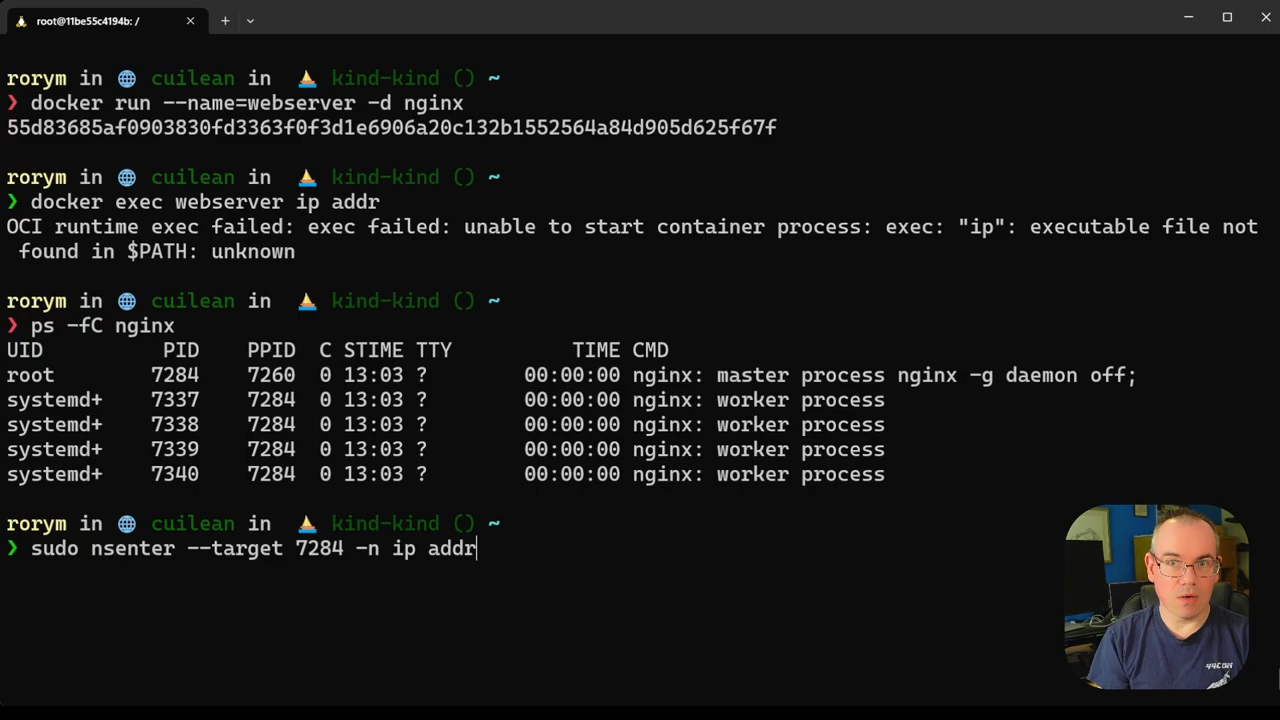 root@11be55c4194b: /
rorym in cuilean in kind-kind () ~
❯ docker run --name=webserver -d nginx
55d83685af0903830fd3363f0f3d1e6906a20c132b1552564a84d905d625f67f
rorym in cuilean in kind-kind () ~
❯ docker exec webserver ip addr
OCI runtime exec failed: exec failed: unable to start container process: exec: "ip": executable file not
found in $PATH: unknown
rorym in cuilean in kind-kind () ~
❯ ps -fC nginx
UID PID PPID C STIME TTY TIME CMD
root 7284 7260 0 13:03 ? 00:00:00 nginx: master process nginx -g daemon off;
systemd+ 7337 7284 0 13:03 ? 00:00:00 nginx: worker process
systemd+ 7338 7284 0 13:03 ? 00:00:00 nginx: worker process
systemd+ 7339 7284 0 13:03 ? 00:00:00 nginx: worker process
systemd+ 7340 7284 0 13:03 ? 00:00:00 nginx: worker process
rorym in cuilean in kind-kind () ~
❯ sudo nsenter --target 7284 -n ip addr
44CON